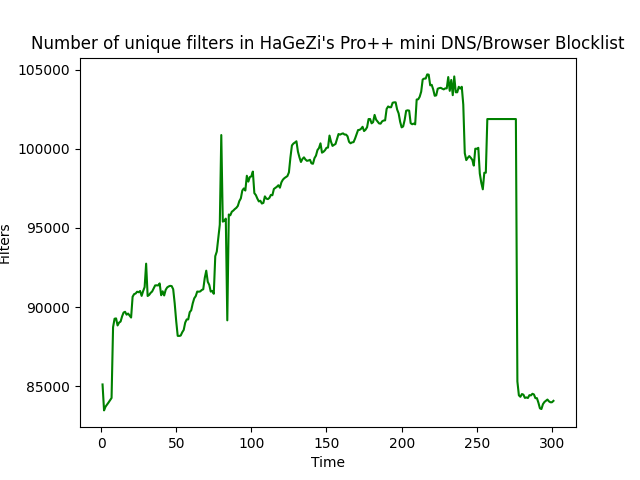 Number of unique filters in HaGeZi's Pro++ mini DNS/Browser Blocklist
105000
100000
95000
90000
85000
Filters
0 50 100 150 200 250 300
Time